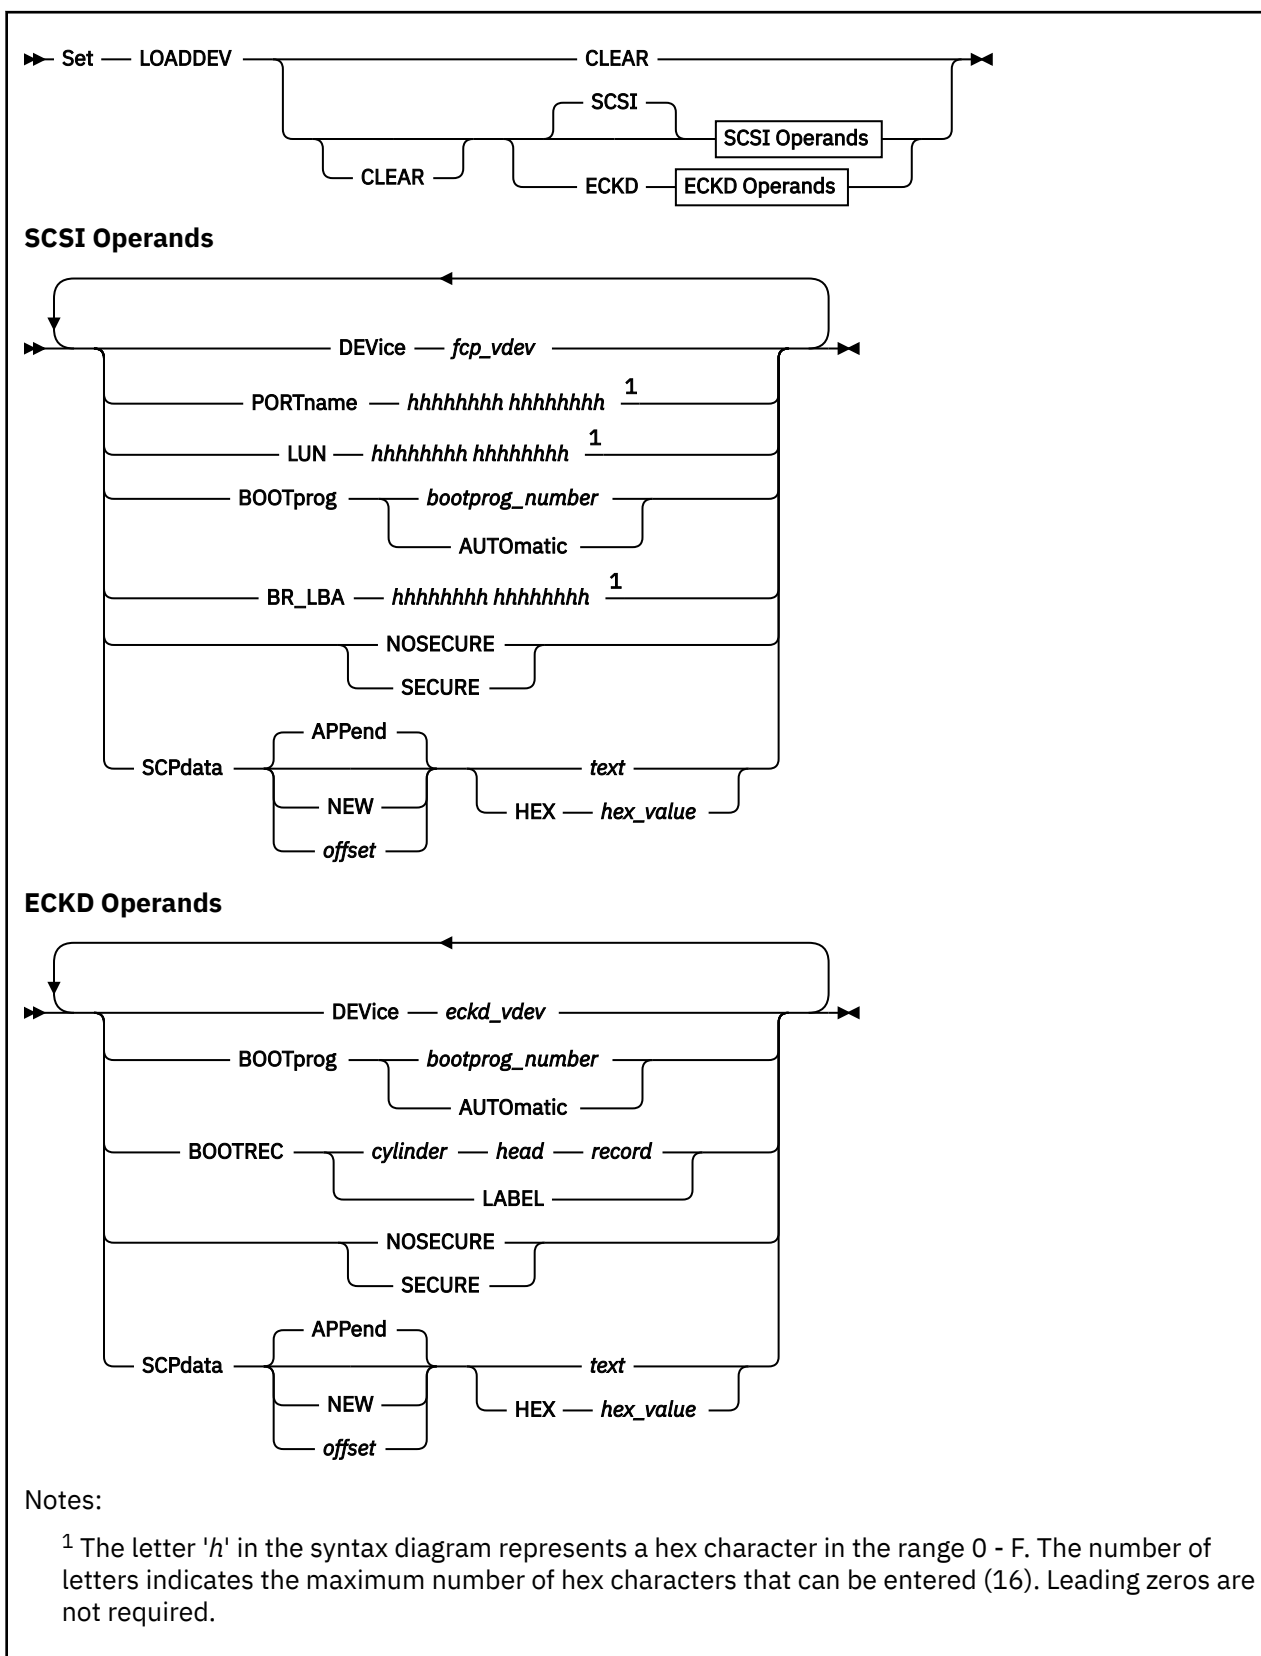 Set LOADDEV CLEAR
SCSI
SCSI Operands
CLEAR
ECKD ECKD Operands
SCSI Operands
DEVice fcp_vdev
PORTname hhhhhhhh hhhhhhhh 1
LUN hhhhhhhh hhhhhhhh 1
BOOTprog bootprog_number
AUTOmatic
BR_LBA hhhhhhhh hhhhhhhh 1
NOSECURE
SECURE
APPend
SCPdata text
NEW
HEX hex_value
offset
ECKD Operands
DEVice eckd_vdev
BOOTprog bootprog_number
AUTOmatic
BOOTREC cylinder head record
LABEL
NOSECURE
SECURE
APPend
SCPdata text
NEW
HEX hex_value
offset
Notes:
1 The letter 'h' in the syntax diagram represents a hex character in the range 0 - F. The number of
letters indicates the maximum number of hex characters that can be entered (16). Leading zeros are
not required.